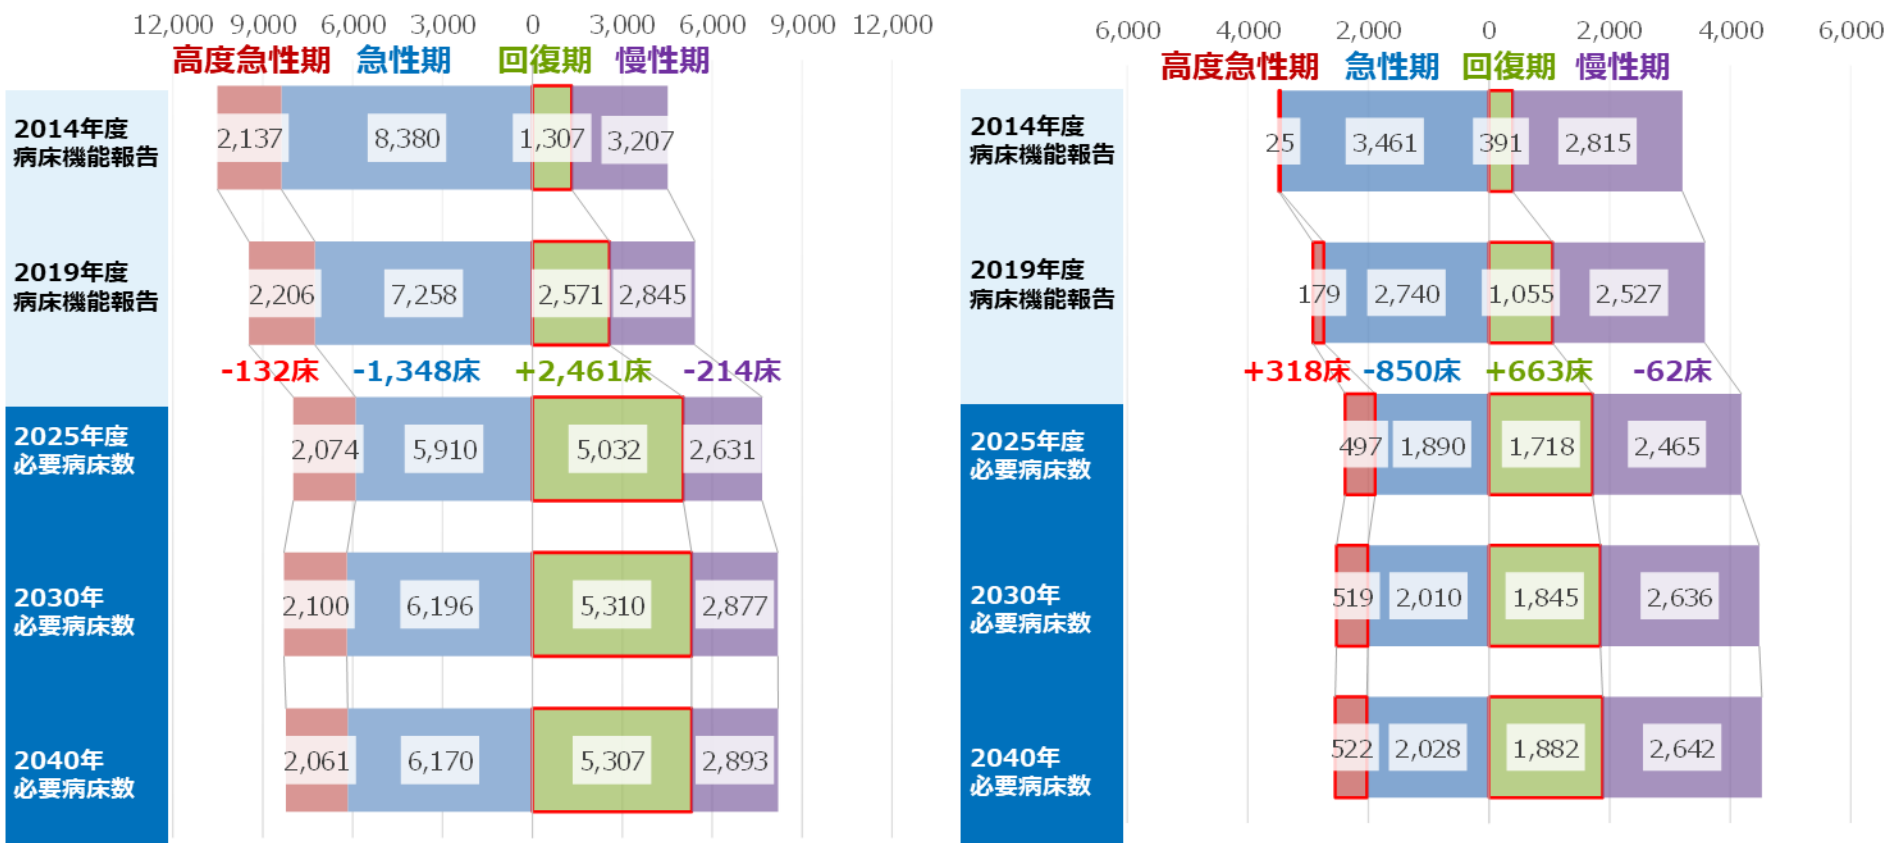 12,000 9,000 6,000 3,000 0 3,000 6,000 9,000 12,000
高度急性期 急性期 回復期 慢性期
2014年度
病床機能報告
2,137 8,380 1,307 3,207
2019年度
病床機能報告
2,206 7,258 2,571 2,845
-132床 -1,348床 +2,461床 -214床
2025年度
必要病床数
2,074 5,910 5,032 2,631
2030年
必要病床数
2,100 6,196 5,310 2,877
2040年
必要病床数
2,061 6,170 5,307 2,893
6,000 4,000 2,000 0 2,000 4,000 6,000
高度急性期 急性期 回復期 慢性期
2014年度
病床機能報告
25 3,461 391 2,815
2019年度
病床機能報告
179 2,740 1,055 2,527
+318床 -850床 +663床 -62床
2025年度
必要病床数
497 1,890 1,718 2,465
2030年
必要病床数
519 2,010 1,845 2,636
2040年
必要病床数
522 2,028 1,882 2,642